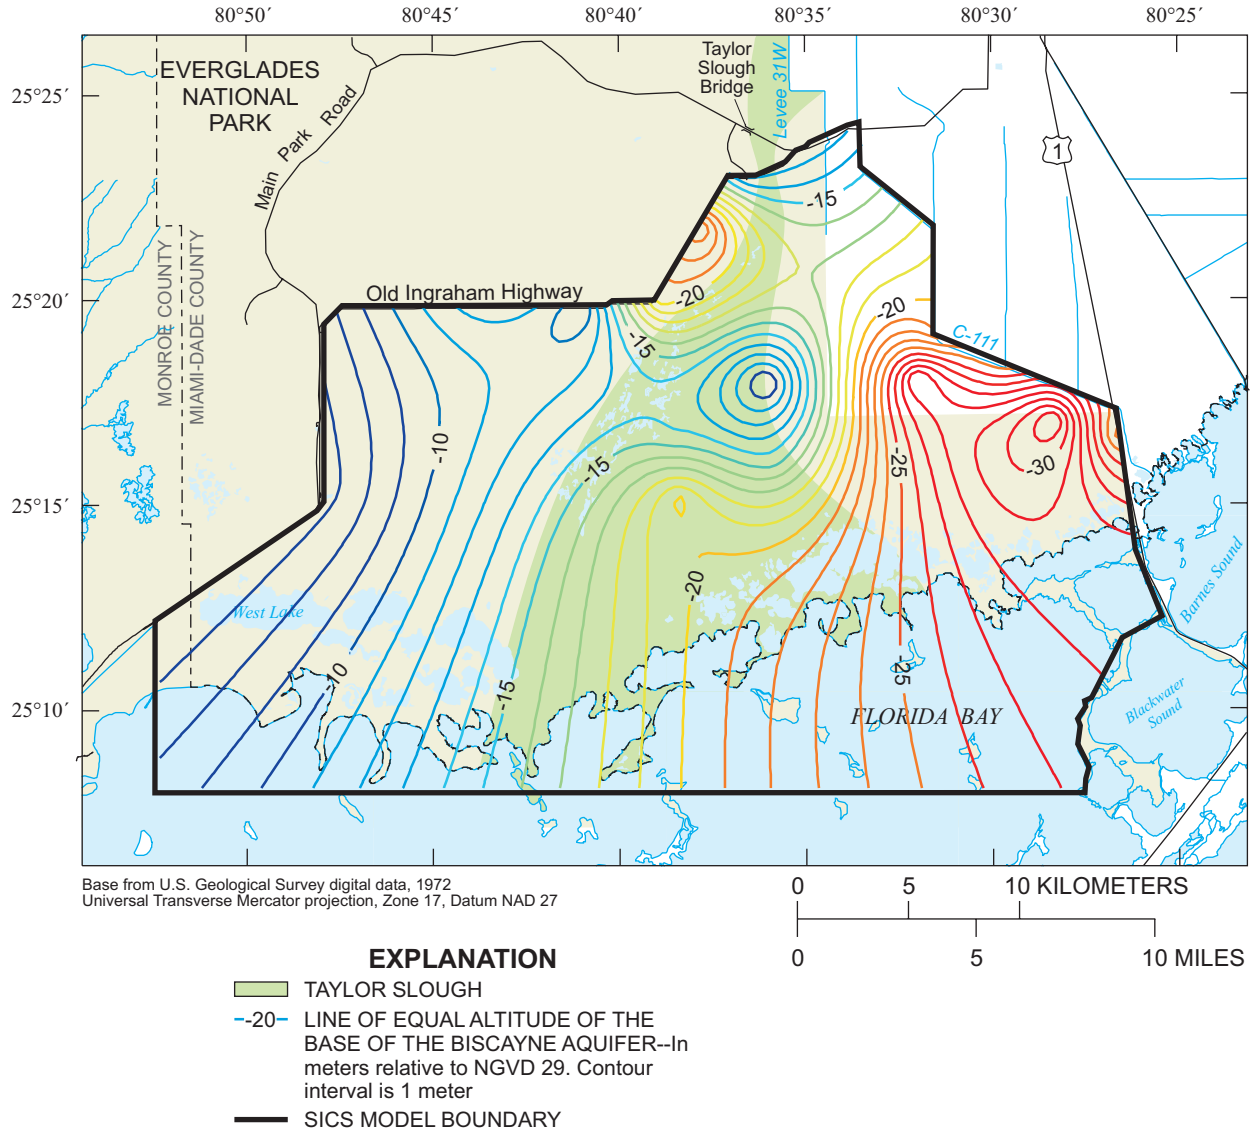 80°50′ 80°45′ 80°40′ 80°35′ 80°30′ 80°25′
25°25′
25°20′
25°15′
25°10′
EVERGLADES
NATIONAL
PARK
Main Park Road
Taylor
Slough
Bridge
Levee 31W
1
MONROE COUNTY
MIAMI-DADE COUNTY
Old Ingraham Highway
C-111
-15
-20
-20
-15
-10
-15
-25
-30
-20
-10
-15
-25
West Lake
FLORIDA BAY
Barnes Sound
Blackwater
Sound
Base from U.S. Geological Survey digital data, 1972
Universal Transverse Mercator projection, Zone 17, Datum NAD 27
0 5 10 KILOMETERS
0 5 10 MILES
EXPLANATION
TAYLOR SLOUGH
-20- LINE OF EQUAL ALTITUDE OF THE
BASE OF THE BISCAYNE AQUIFER--In
meters relative to NGVD 29. Contour
interval is 1 meter
SICS MODEL BOUNDARY